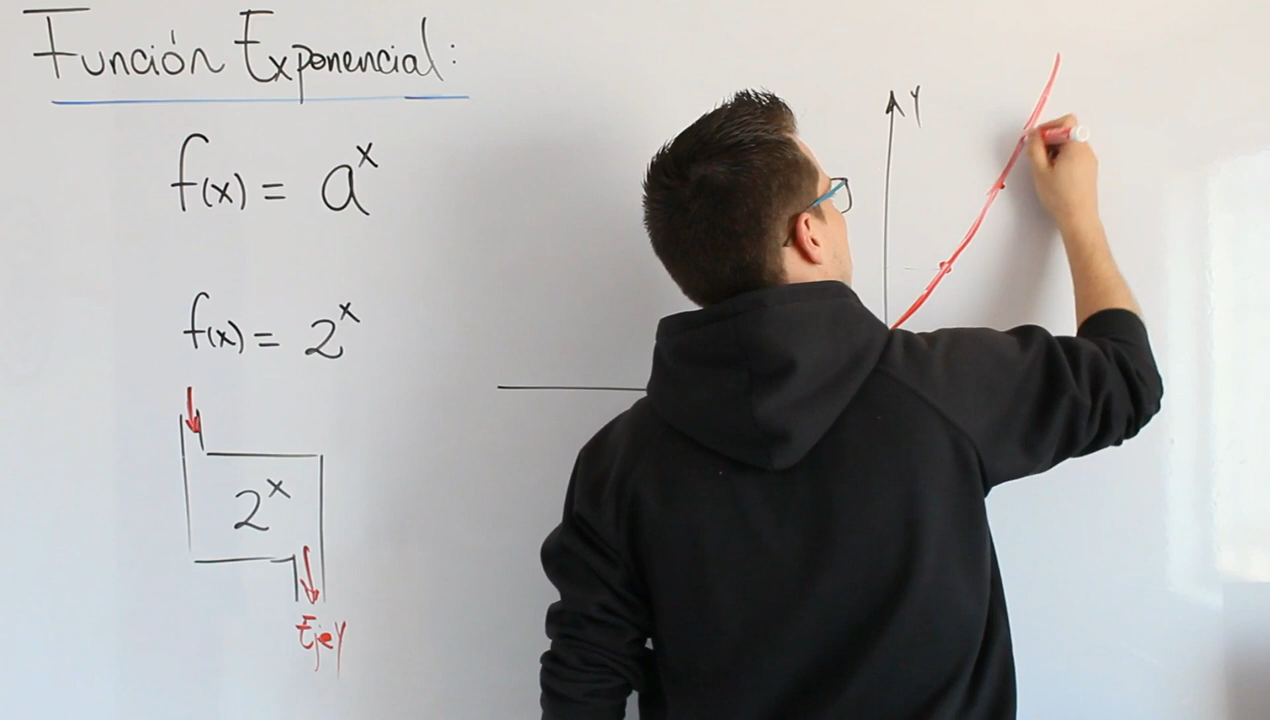 Función Exponencial:
f(x) = a^x
f(x) = 2^x
2^x
Eje Y
Y